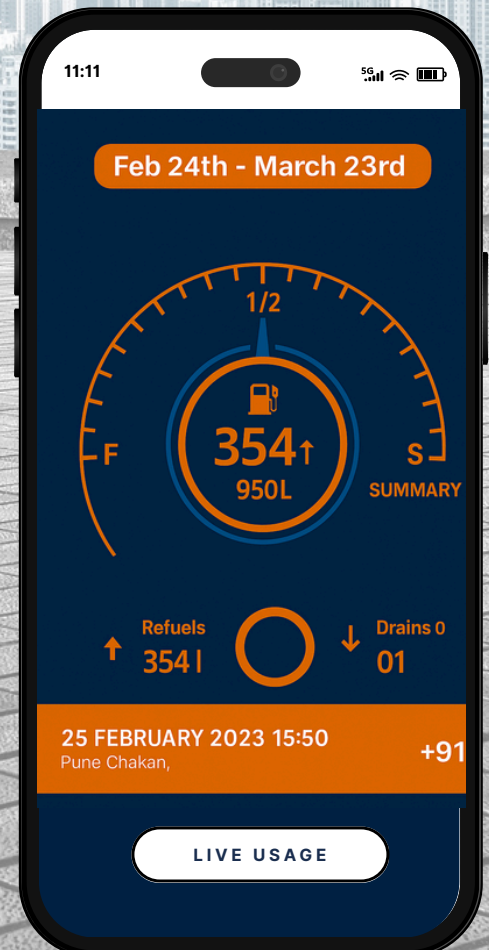 11:11
5G
Feb 24th - March 23rd
1/2
F
S
354↑
950L
SUMMARY
Refuels
354 l
Drains 0
01
25 FEBRUARY 2023 15:50
Pune Chakan,
+91
LIVE USAGE